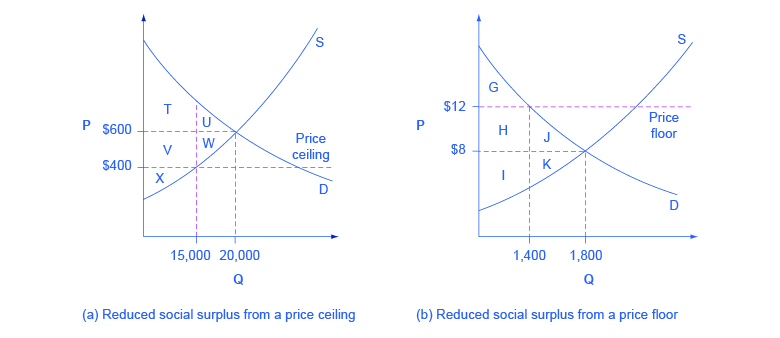 S
T
U
P
$600
W
V
Price
ceiling
$400
X
D
15,000
20,000
Q
(a) Reduced social surplus from a price ceiling
S
G
$12
P
Price
floor
H
J
$8
K
I
D
1,400
1,800
Q
(b) Reduced social surplus from a price floor